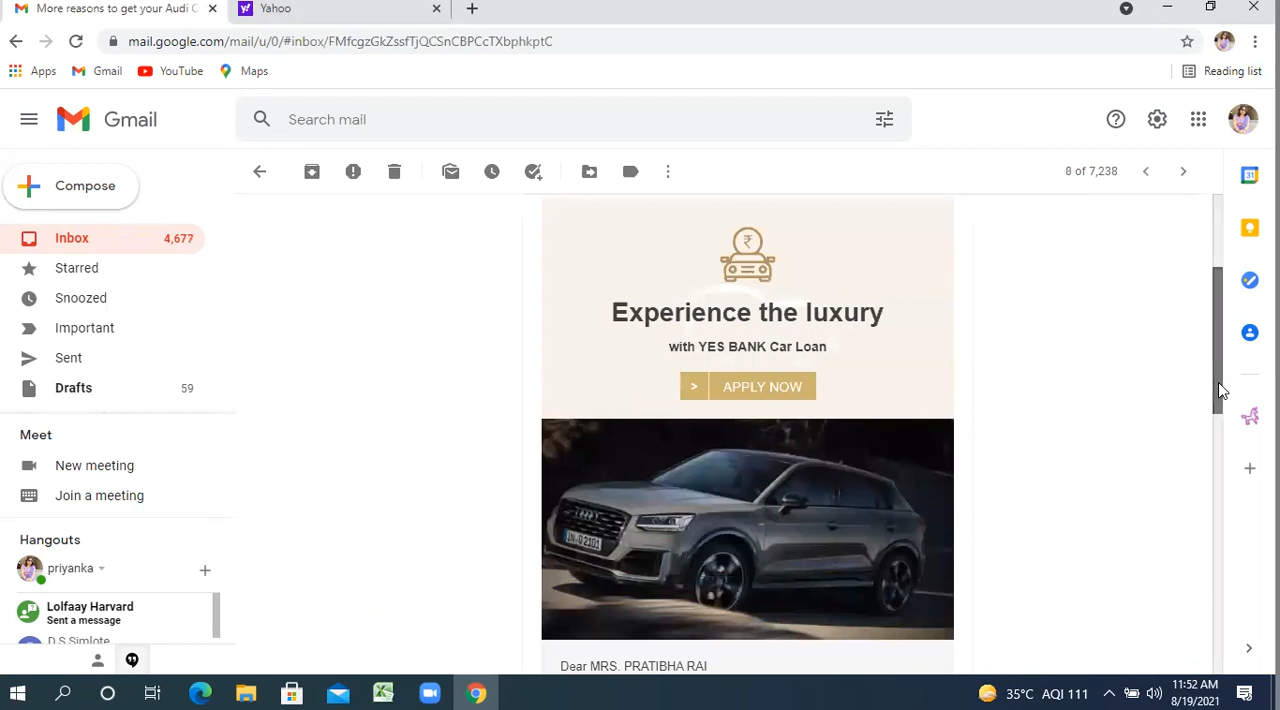 More reasons to get your Audi
Yahoo
mail.google.com/mail/u/0/#inbox/FMfcgzGkZssfTjQCSnCBPCcTXbphkptC
Apps
Gmail
YouTube
Maps
Reading list
Gmail
Search mail
Compose
8 of 7,238
31
Inbox
4,677
Starred
Snoozed
Important
Sent
Drafts
59
Meet
New meeting
Join a meeting
Hangouts
priyanka
Lolfaay Harvard
Sent a message
D S Simlote
₹
Experience the luxury
with YES BANK Car Loan
> APPLY NOW
Dear MRS. PRATIBHA RAI
35°C AQI 111
11:52 AM
8/19/2021